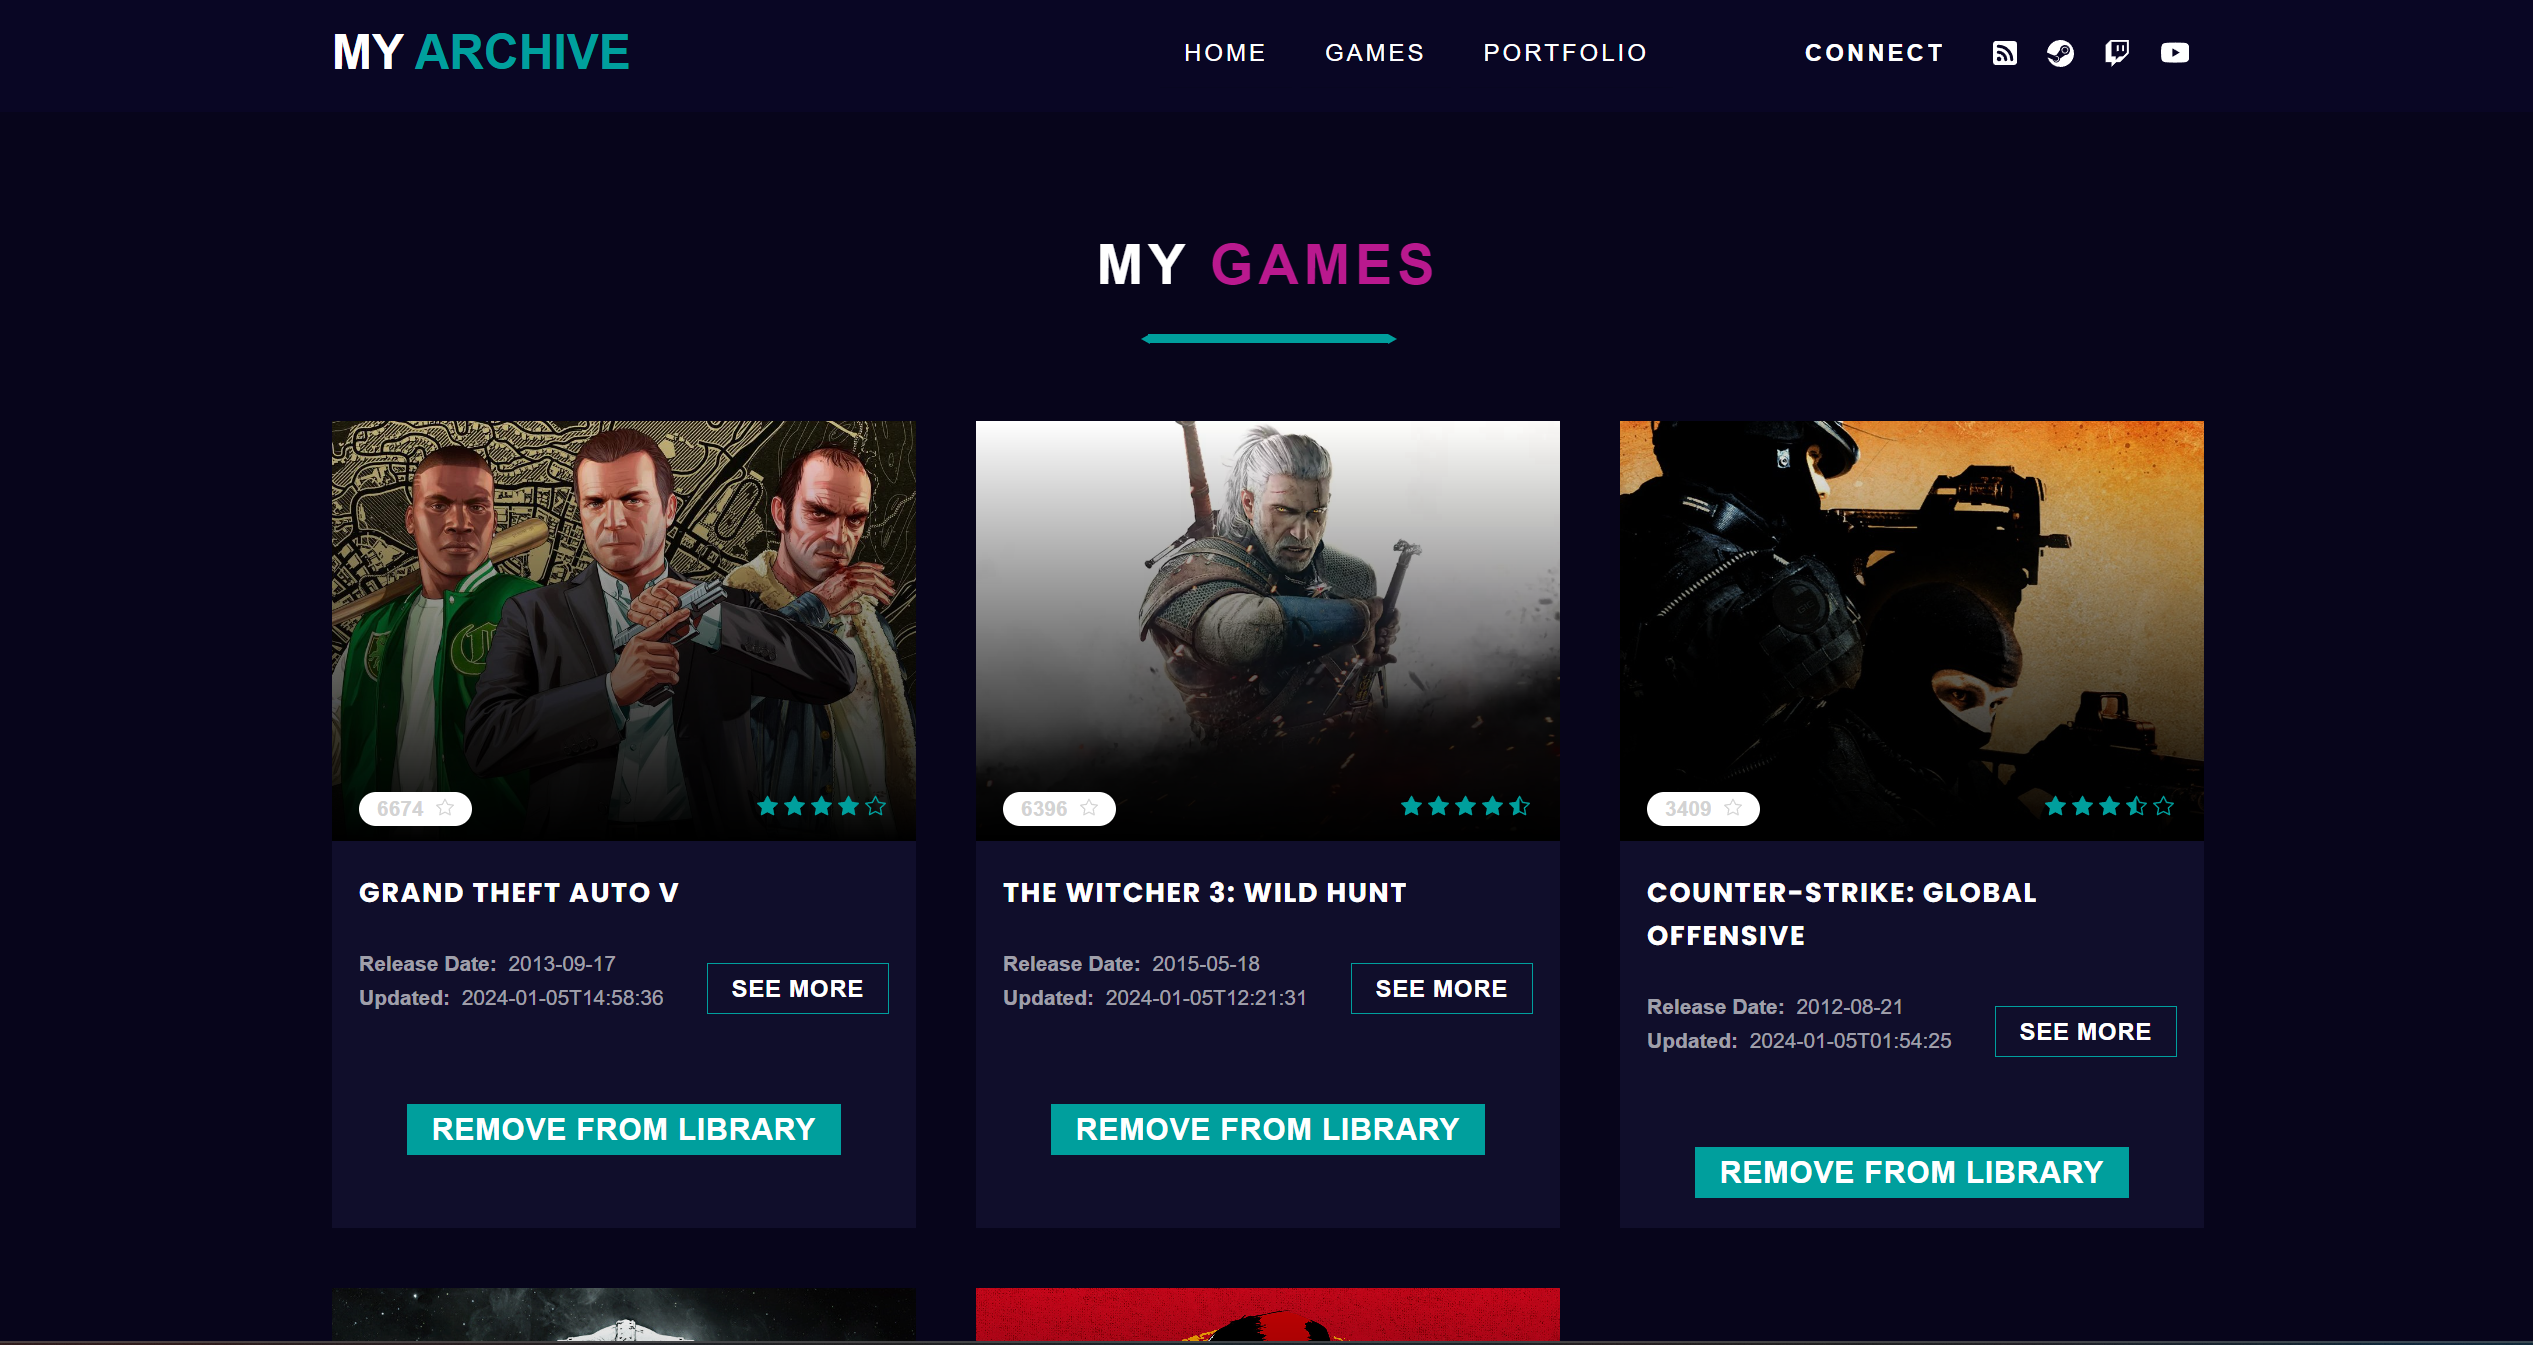 MY ARCHIVE
HOME GAMES PORTFOLIO CONNECT
MY GAMES
6674
GRAND THEFT AUTO V
Release Date: 2013-09-17
Updated: 2024-01-05T14:58:36
SEE MORE
REMOVE FROM LIBRARY
6396
THE WITCHER 3: WILD HUNT
Release Date: 2015-05-18
Updated: 2024-01-05T12:21:31
SEE MORE
REMOVE FROM LIBRARY
3409
COUNTER-STRIKE: GLOBAL
OFFENSIVE
Release Date: 2012-08-21
Updated: 2024-01-05T01:54:25
SEE MORE
REMOVE FROM LIBRARY